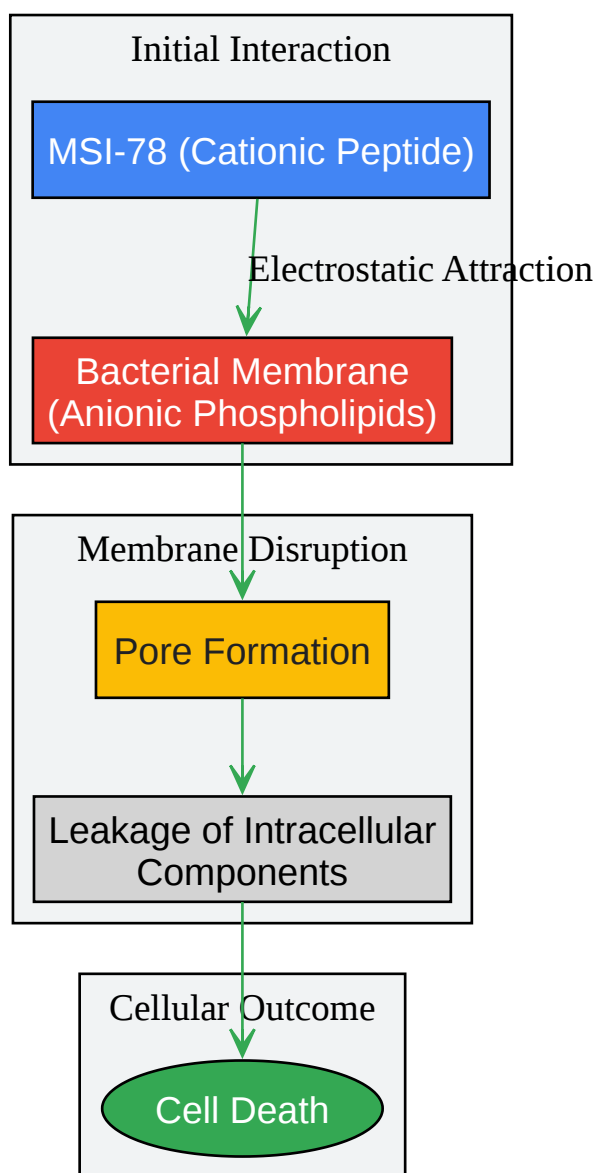 Initial Interaction
MSI-78 (Cationic Peptide)
Electrostatic Attraction
Bacterial Membrane
(Anionic Phospholipids)
Membrane Disruption
Pore Formation
Leakage of Intracellular
Components
Cellular Outcome
Cell Death